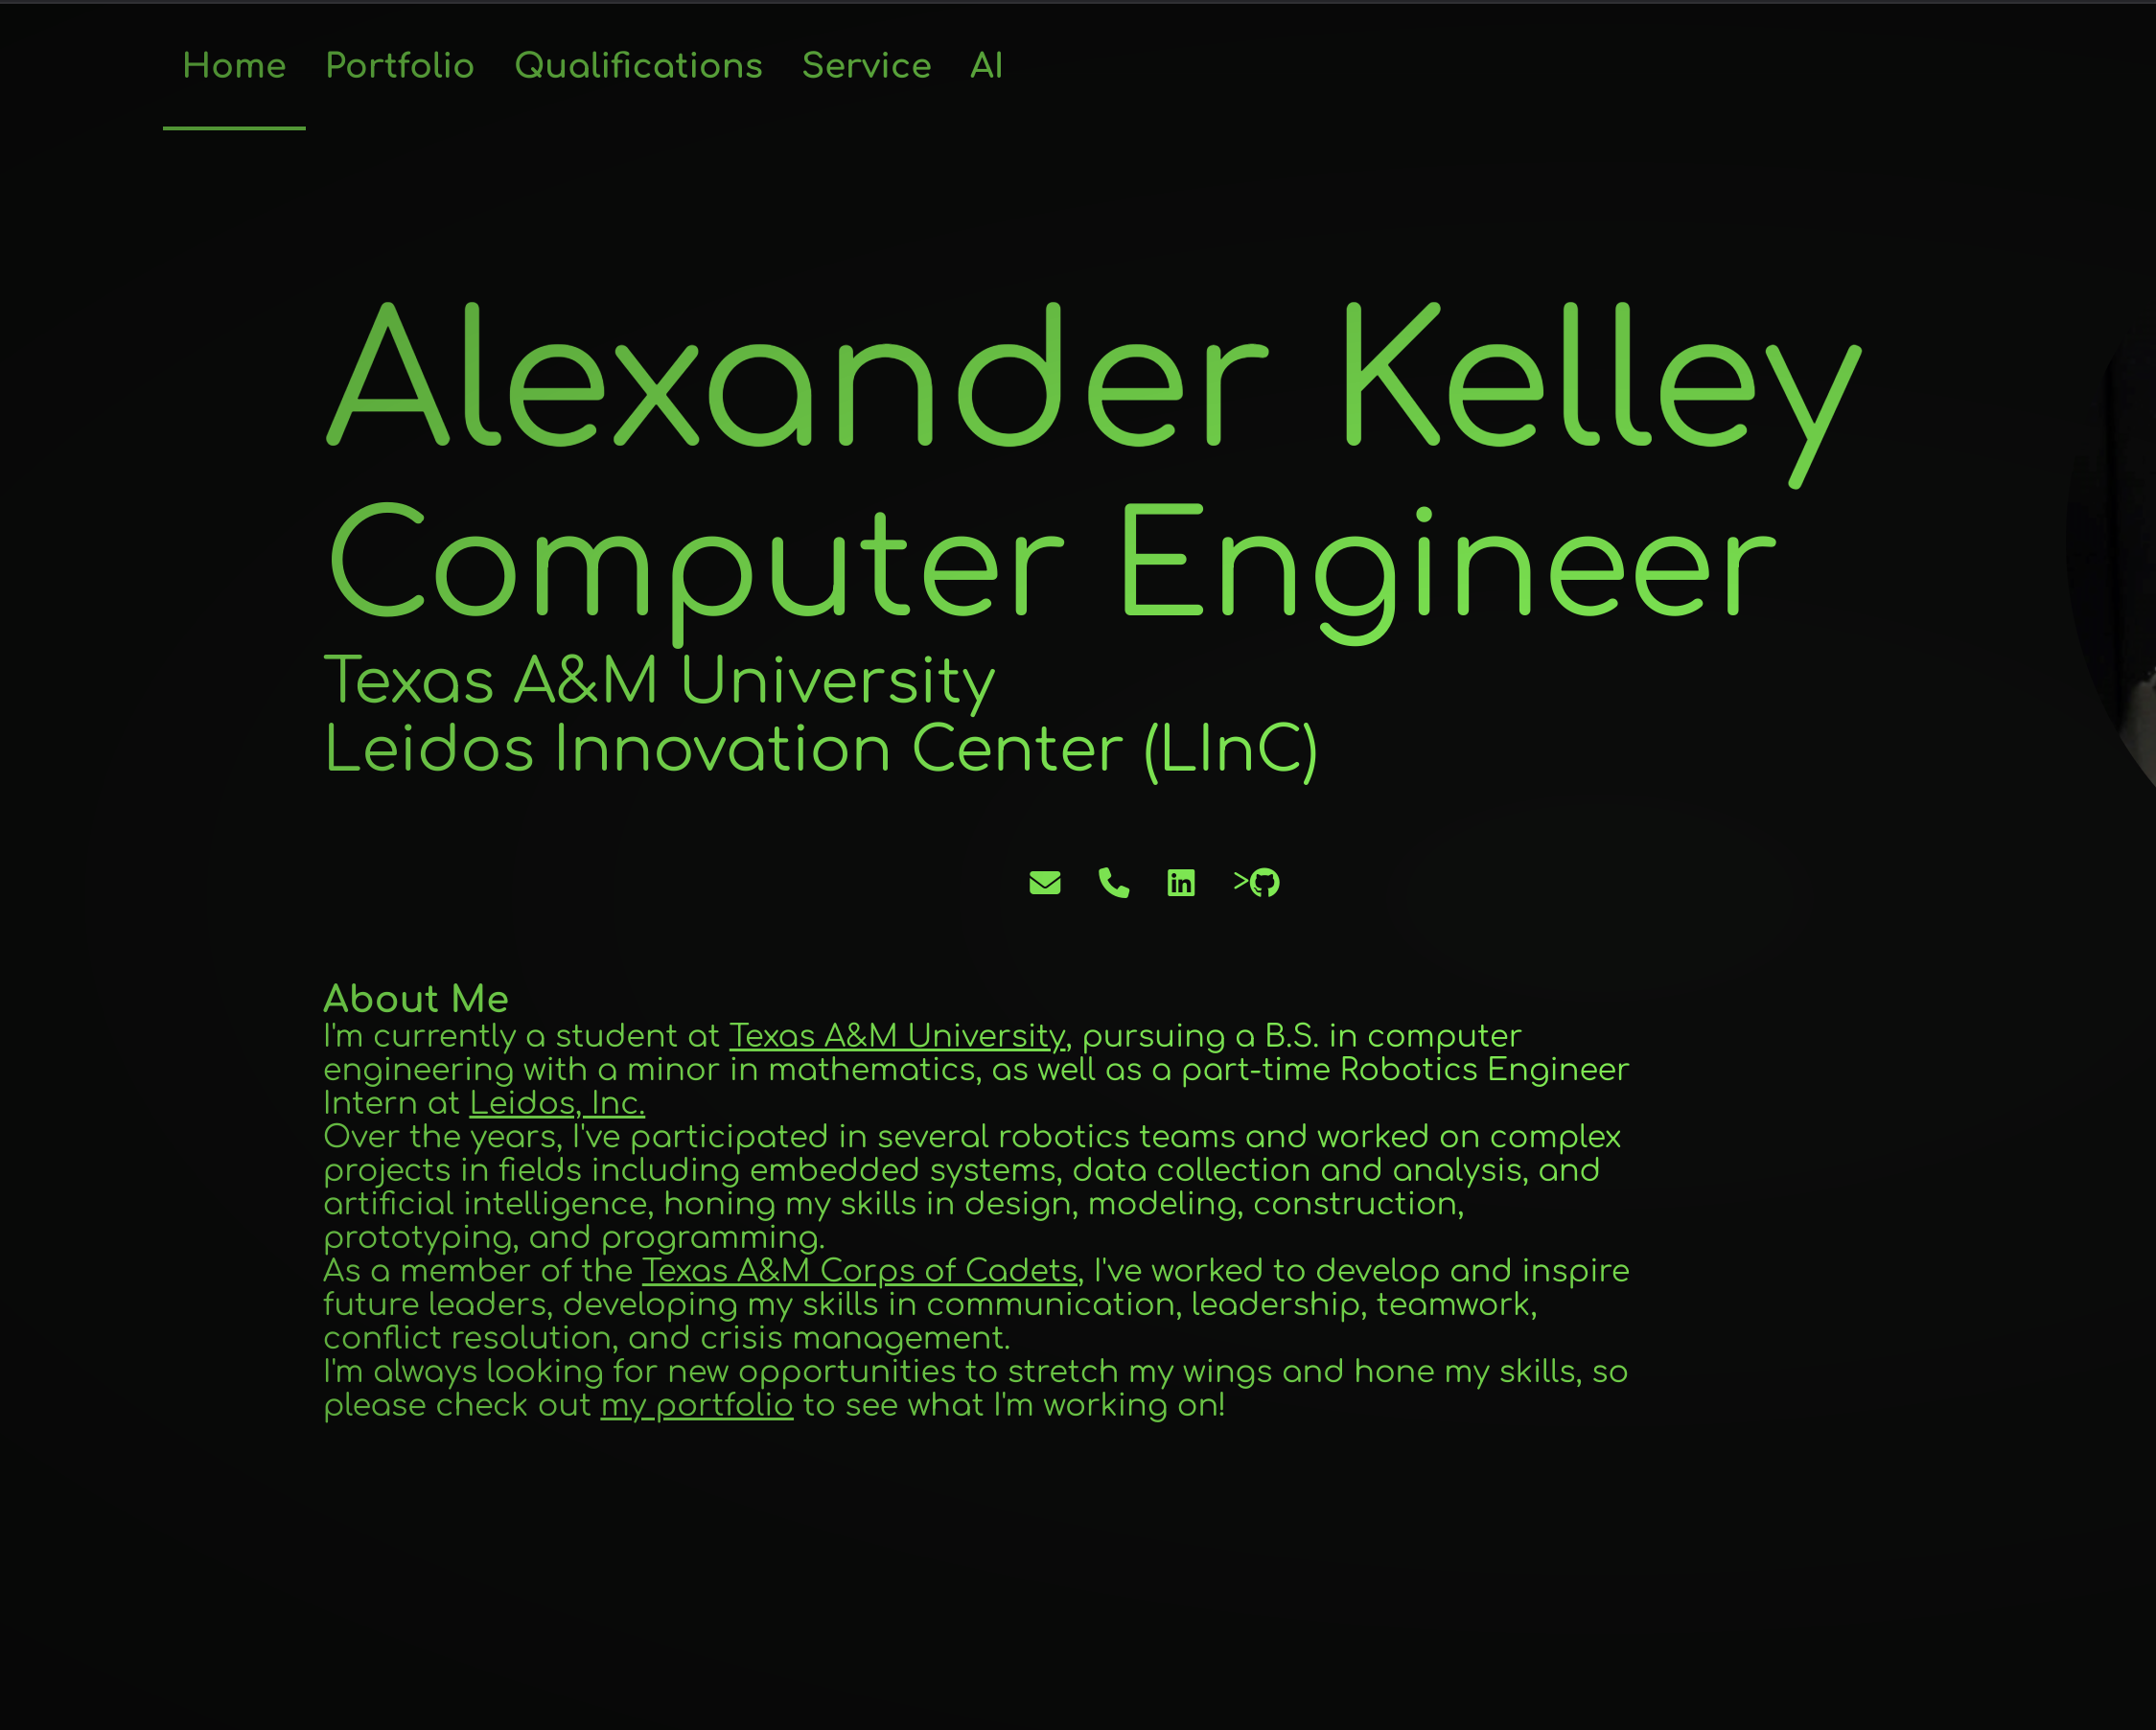 Home Portfolio Qualifications Service AI
Alexander Kelley
Computer Engineer
Texas A&M University
Leidos Innovation Center (LInC)
in >
About Me
I'm currently a student at Texas A&M University, pursuing a B.S. in computer
engineering with a minor in mathematics, as well as a part-time Robotics Engineer
Intern at Leidos, Inc.
Over the years, I've participated in several robotics teams and worked on complex
projects in fields including embedded systems, data collection and analysis, and
artificial intelligence, honing my skills in design, modeling, construction,
prototyping, and programming.
As a member of the Texas A&M Corps of Cadets, I've worked to develop and inspire
future leaders, developing my skills in communication, leadership, teamwork,
conflict resolution, and crisis management.
I'm always looking for new opportunities to stretch my wings and hone my skills, so
please check out my portfolio to see what I'm working on!